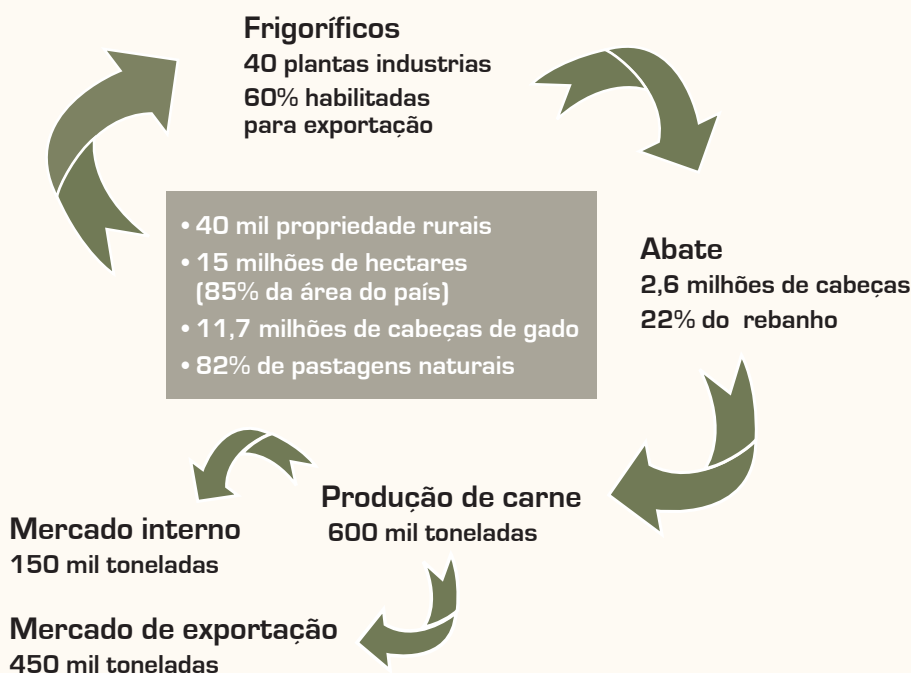 Frigoríficos
40 plantas industrias
60% habilitadas
para exportação
• 40 mil propriedade rurais
• 15 milhões de hectares
(85% da área do país)
• 11,7 milhões de cabeças de gado
• 82% de pastagens naturais
Abate
2,6 milhões de cabeças
22% do rebanho
Produção de carne
600 mil toneladas
Mercado interno
150 mil toneladas
Mercado de exportação
450 mil toneladas